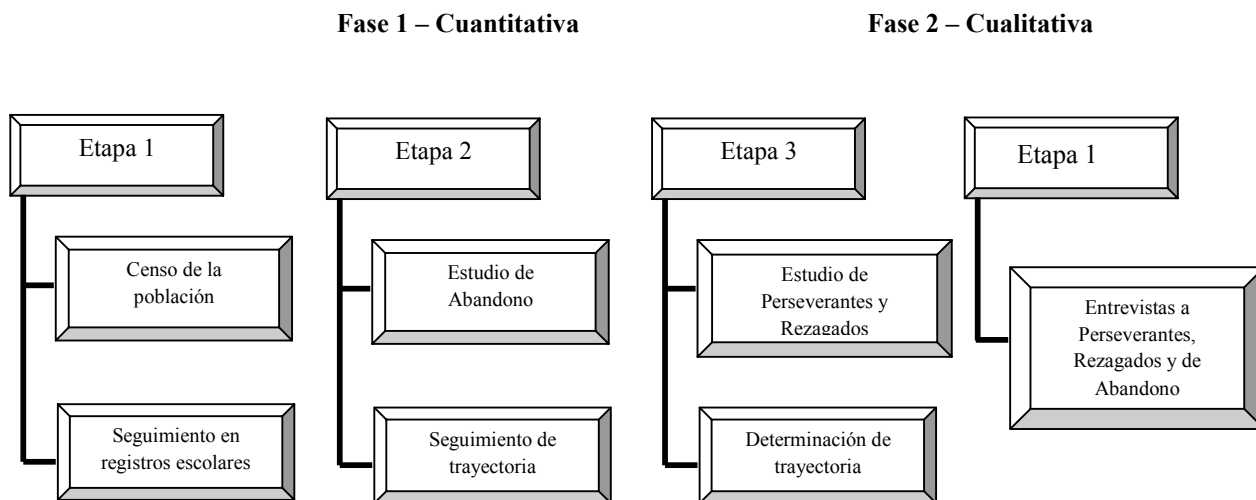 Fase 1 – Cuantitativa
Fase 2 – Cualitativa
Etapa 1
Censo de la
población
Seguimiento en
registros escolares
Etapa 2
Estudio de
Abandono
Seguimiento de
trayectoria
Etapa 3
Estudio de
Perseverantes y
Rezagados
Determinación de
trayectoria
Etapa 1
Entrevistas a
Perseverantes,
Rezagados y de
Abandono